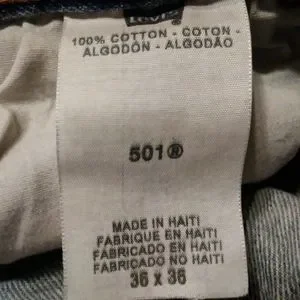 Levi's®
100% COTTON - COTON -
ALGODÓN - ALGODÃO
501®
MADE IN HAITI
FABRIQUE EN HAITI
FABRICADO EN HAITI
FABRICADO NO HAITI
36 X 36